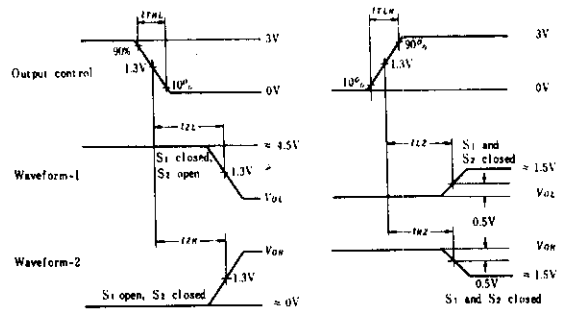 tTHL
3V
90%
1.3V
10%
0V
Output control
tTLH
3V
90%
1.3V
10%
0V
tZL
≈ 4.5V
S1 closed,
S2 open
1.3V
VOL
Waveform-1
tLZ
S1 and
S2 closed
≈ 1.5V
VOL
0.5V
tZH
VOH
1.3V
Waveform-2
S1 open, S2 closed
≈ 0V
tHZ
VOH
0.5V
≈ 1.5V
S1 and S2 closed